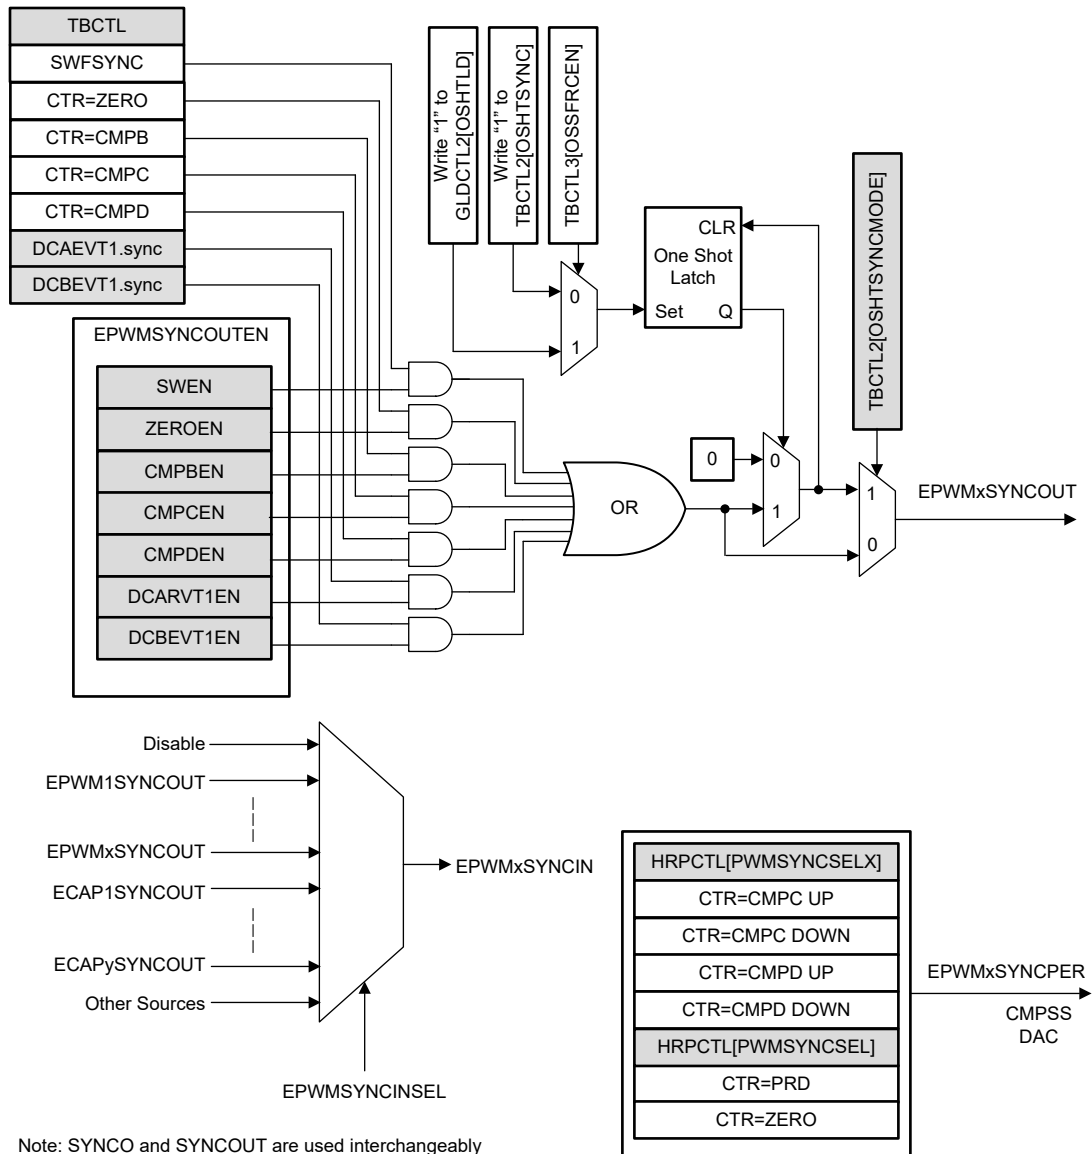 TBCTL
SWFSYNC
CTR=ZERO
CTR=CMPB
CTR=CMPC
CTR=CMPD
DCAEVT1.sync
DCBEVT1.sync
Write “1” to
GLDCTL2[OSHTLD]
Write “1” to
TBCTL2[OSHTSYNC]
TBCTL3[OSSFRCEN]
0
1
CLR
One Shot
Latch
Set Q
TBCTL2[OSHTSYNCMODE]
EPWMSYNCOUTEN
SWEN
ZEROEN
CMPBEN
CMPCEN
CMPDEN
DCARVT1EN
DCBEVT1EN
OR
0
0
1
1
0
EPWMxSYNCOUT
Disable
EPWM1SYNCOUT
EPWMxSYNCOUT
ECAP1SYNCOUT
ECAPySYNCOUT
Other Sources
EPWMxSYNCIN
EPWMSYNCINSEL
HRPCTL[PWMSYNCSELX]
CTR=CMPC UP
CTR=CMPC DOWN
CTR=CMPD UP
CTR=CMPD DOWN
HRPCTL[PWMSYNCSEL]
CTR=PRD
CTR=ZERO
EPWMxSYNCPER
CMPSS
DAC
Note: SYNCO and SYNCOUT are used interchangeably